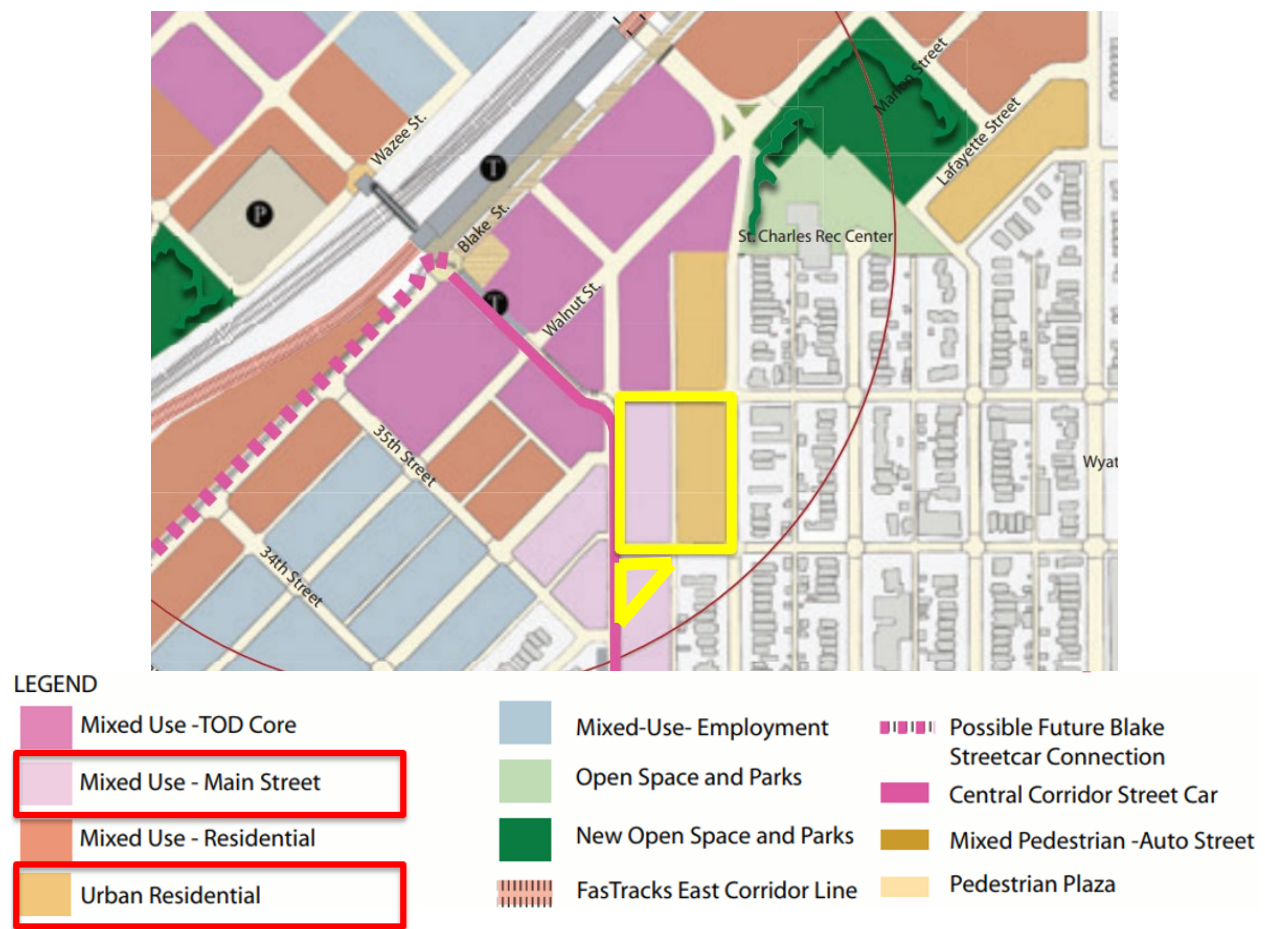 Marion Street
Wazee St.
Lafayette Street
T
P
Blake St.
St. Charles Rec Center
T
Walnut St.
35th Street
Wyat
34th Street
LEGEND
Mixed Use -TOD Core
Mixed Use - Main Street
Mixed Use - Residential
Urban Residential
Mixed-Use- Employment
Open Space and Parks
New Open Space and Parks
FasTracks East Corridor Line
Possible Future Blake
Streetcar Connection
Central Corridor Street Car
Mixed Pedestrian -Auto Street
Pedestrian Plaza